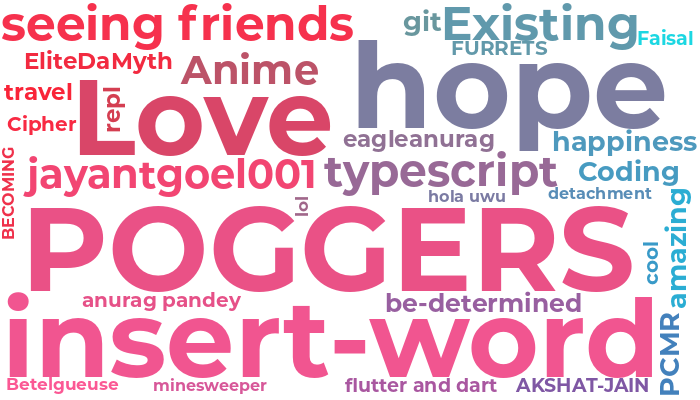 seeing friends
git
Existing
Faisal
FURRETS
EliteDaMyth
Anime
hope
travel
repl
Love
Cipher
eagleanurag
happiness
BECOMING
jayantgoel001
typescript
Coding
hola uwu
detachment
lol
POGGERS
cool
amazing
anurag pandey
be-determined
insert-word
PCMR
Betelgueuse
minesweeper
flutter and dart
AKSHAT-JAIN